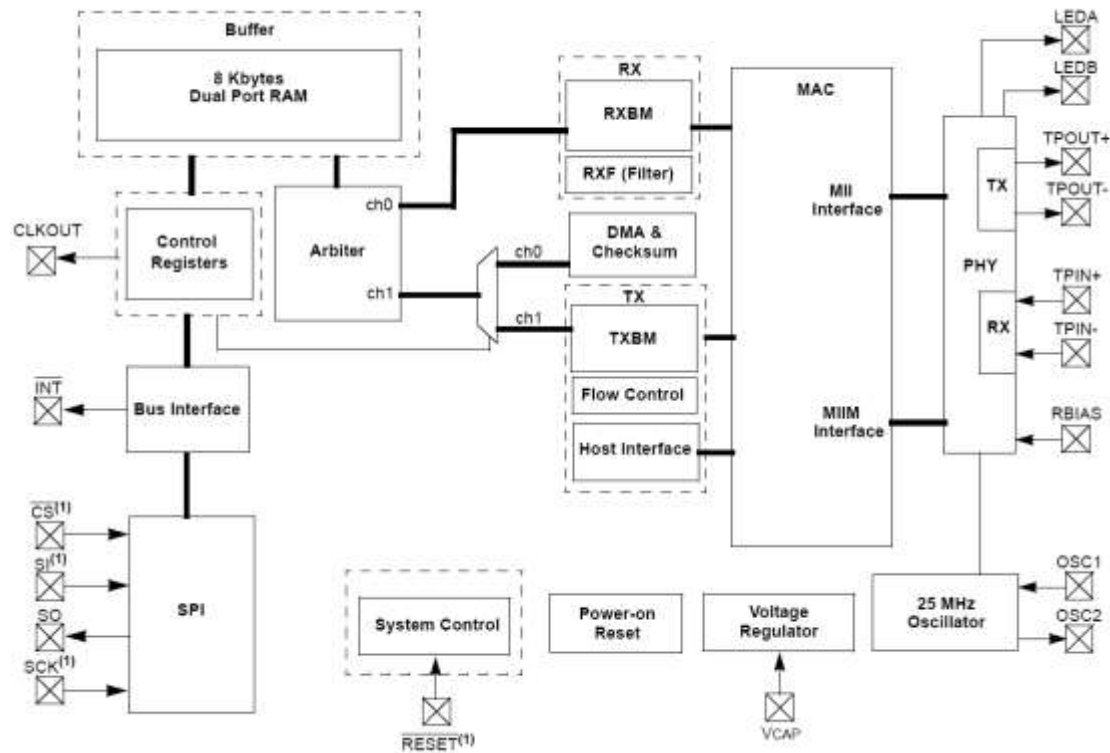 Buffer
8 Kbytes
Dual Port RAM
CLKOUT
Control
Registers
Arbiter
ch0
ch1
ch0
ch1
RX
RXBM
RXF (Filter)
DMA &
Checksum
TX
TXBM
Flow Control
Host Interface
MAC
MII
Interface
MIIM
Interface
LEDA
LEDB
TX
TPOUT+
TPOUT-
PHY
RX
TPIN+
TPIN-
RBIAS
INT
Bus Interface
CS(1)
SI(1)
SO
SCK(1)
SPI
System Control
RESET(1)
Power-on
Reset
Voltage
Regulator
VCAP
25 MHz
Oscillator
OSC1
OSC2